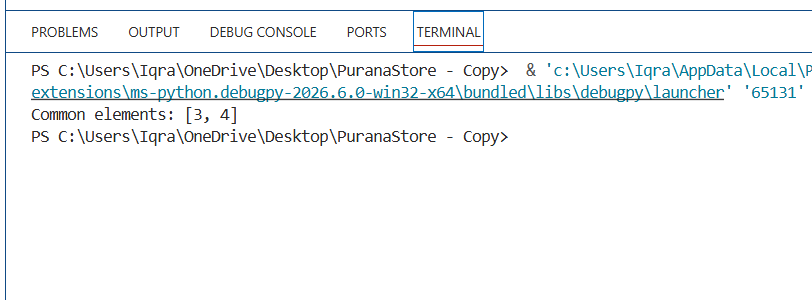 PROBLEMS OUTPUT DEBUG CONSOLE PORTS TERMINAL
PS C:\Users\Iqra\OneDrive\Desktop\PuranaStore - Copy>  & 'c:\Users\Iqra\AppData\Local\P
extensions\ms-python.debugpy-2026.6.0-win32-x64\bundled\libs\debugpy\launcher' '65131'
Common elements: [3, 4]
PS C:\Users\Iqra\OneDrive\Desktop\PuranaStore - Copy>